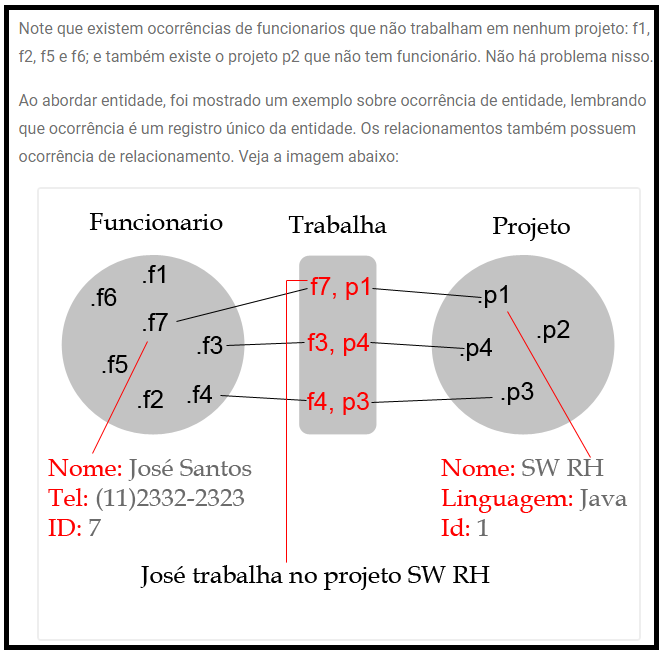 Note que existem ocorrências de funcionarios que não trabalham em nenhum projeto: f1,
f2, f5 e f6; e também existe o projeto p2 que não tem funcionário. Não há problema nisso.
Ao abordar entidade, foi mostrado um exemplo sobre ocorrência de entidade, lembrando
que ocorrência é um registro único da entidade. Os relacionamentos também possuem
ocorrência de relacionamento. Veja a imagem abaixo:
Funcionario
Trabalha
Projeto
.f1
.f6
.f7
.f3
.f5
.f2
.f4
f7, p1
f3, p4
f4, p3
.p1
.p2
.p4
.p3
Nome: José Santos
Tel: (11)2332-2323
ID: 7
Nome: SW RH
Linguagem: Java
Id: 1
José trabalha no projeto SW RH